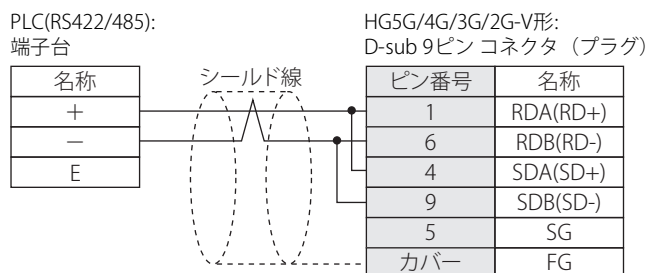 PLC(RS422/485):
端子台
HG5G/4G/3G/2G-V形:
D-sub 9ピン コネクタ（プラグ）
名称
シールド線
ピン番号 名称
+ 1 RDA(RD+)
− 6 RDB(RD-)
E 4 SDA(SD+)
9 SDB(SD-)
5 SG
カバー FG